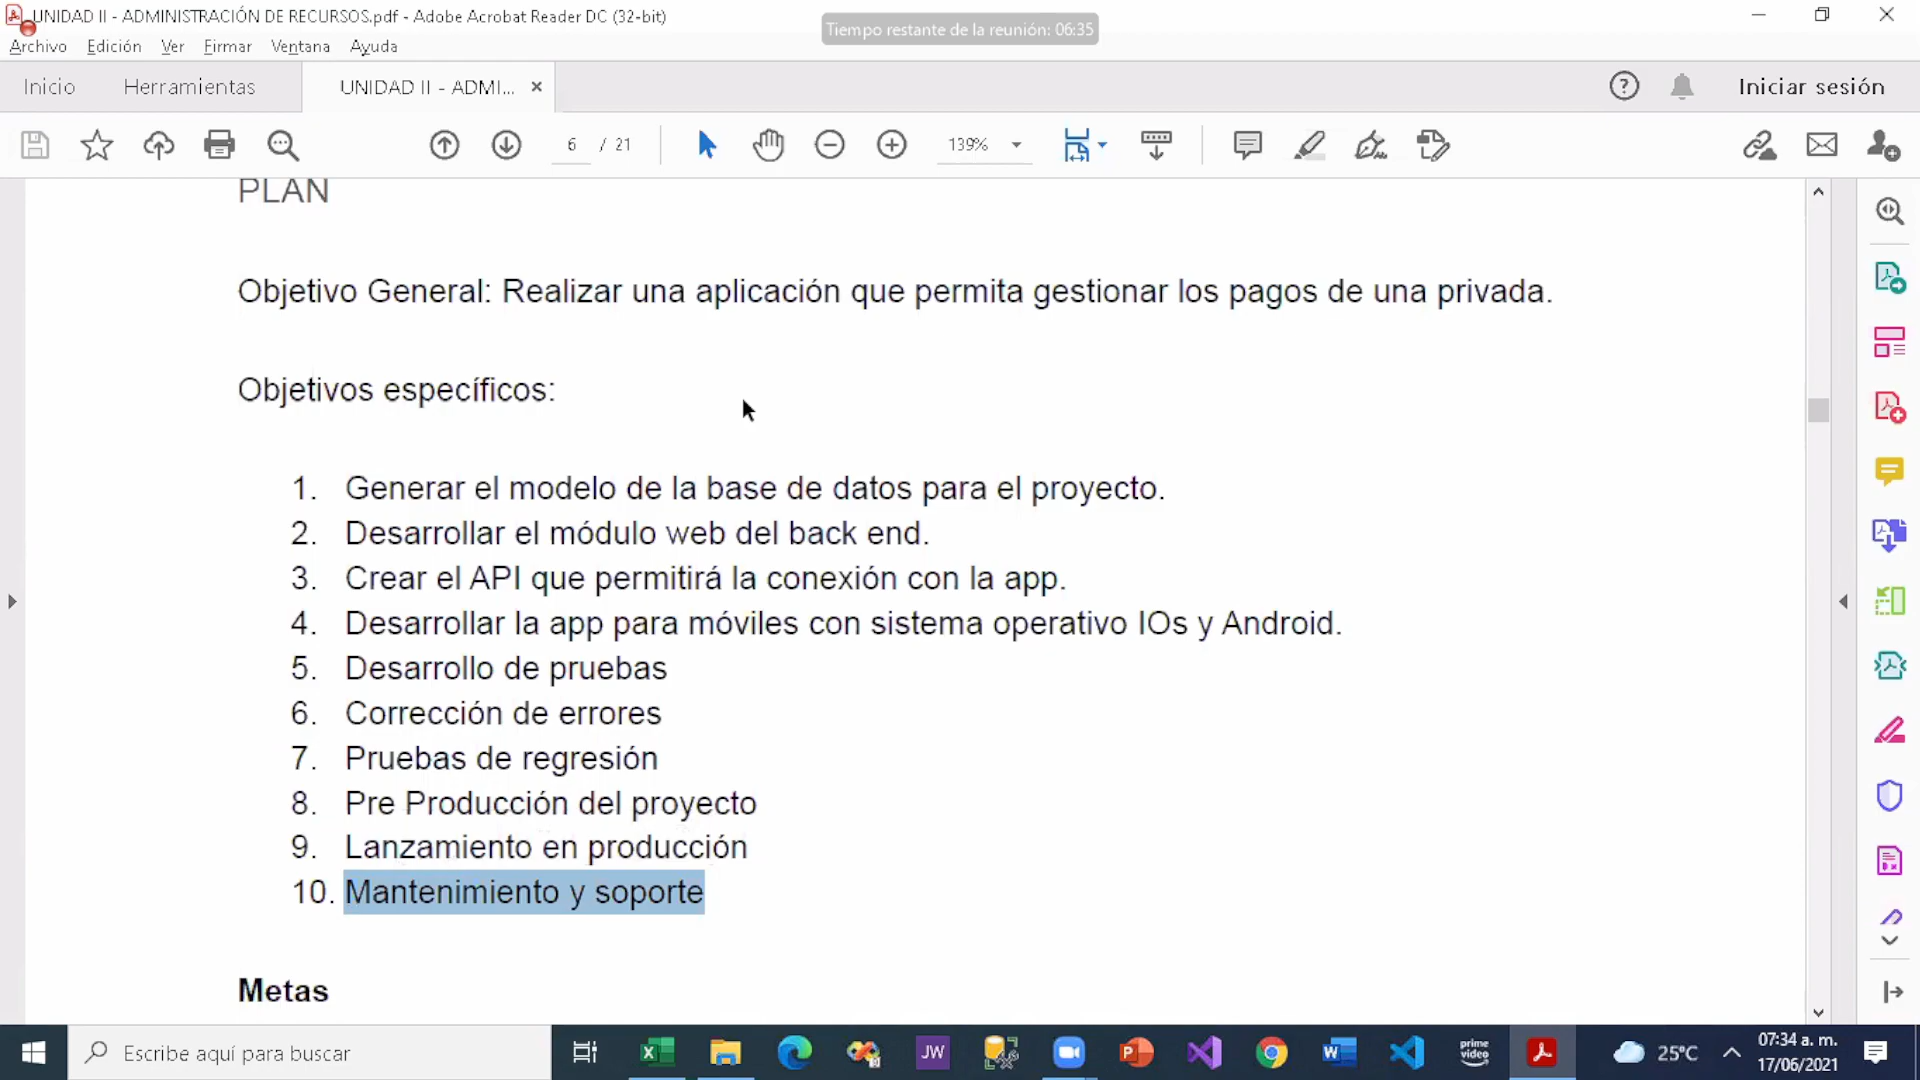 UNIDAD II - ADMINISTRACIÓN DE RECURSOS.pdf - Adobe Acrobat Reader DC (32-bit)
Tiempo restante de la reunión: 06:35
Archivo Edición Ver Firmar Ventana Ayuda
Inicio Herramientas UNIDAD II - ADMI... × Iniciar sesión
6 / 21 139%
PLAN
Objetivo General: Realizar una aplicación que permita gestionar los pagos de una privada.
Objetivos específicos:
1. Generar el modelo de la base de datos para el proyecto.
2. Desarrollar el módulo web del back end.
3. Crear el API que permitirá la conexión con la app.
4. Desarrollar la app para móviles con sistema operativo IOs y Android.
5. Desarrollo de pruebas
6. Corrección de errores
7. Pruebas de regresión
8. Pre Producción del proyecto
9. Lanzamiento en producción
10. Mantenimiento y soporte
Metas
Escribe aquí para buscar
JW
prime video
25°C
07:34 a. m.
17/06/2021